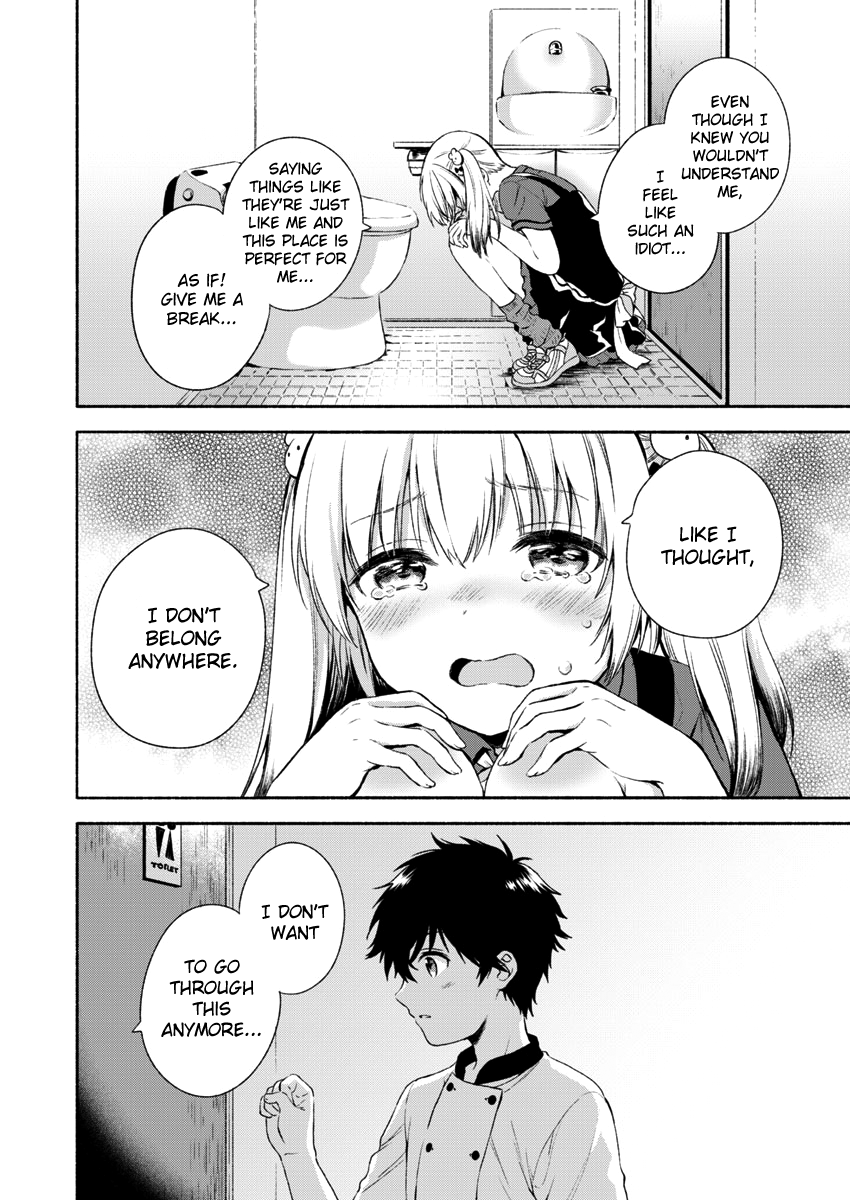 EVEN
THOUGH I
KNEW YOU
WOULDN'T
UNDERSTAND
ME,
I
FEEL
LIKE
SUCH AN
IDIOT...
SAYING
THINGS LIKE
THEY'RE JUST
LIKE ME AND
THIS PLACE IS
PERFECT FOR
ME...
AS IF!
GIVE ME A
BREAK...
LIKE I
THOUGHT,
I DON'T
BELONG
ANYWHERE.
TOILET
I DON'T
WANT
TO GO
THROUGH
THIS
ANYMORE...